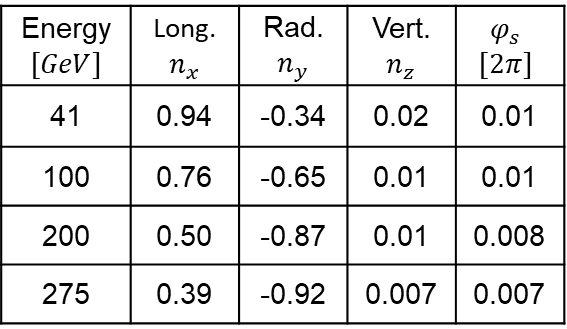 Energy Long. Rad. Vert. φₛ
[GeV] nₓ n_y n_z [2π]
41 0.94 -0.34 0.02 0.01
100 0.76 -0.65 0.01 0.01
200 0.50 -0.87 0.01 0.008
275 0.39 -0.92 0.007 0.007